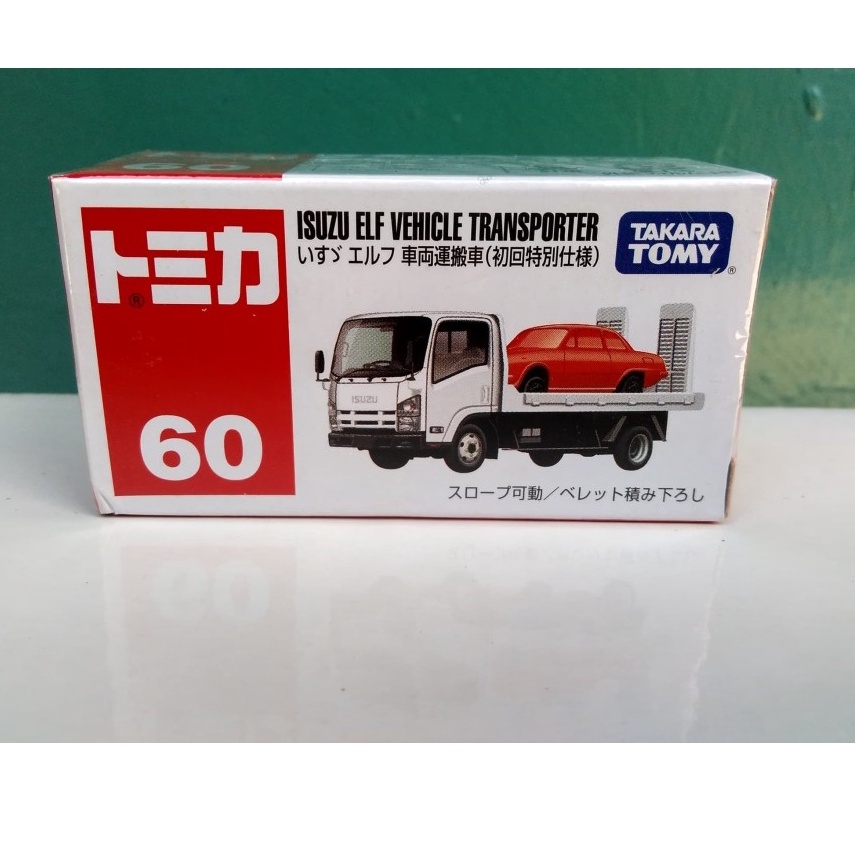 60
ISUZU ELF VEHICLE TRANSPORTER
いすゞ エルフ 車両運搬車(初回特別仕様)
TAKARA
TOMY®
トミカ®
ISUZU
60
スロープ可動/ベレット積み下ろし